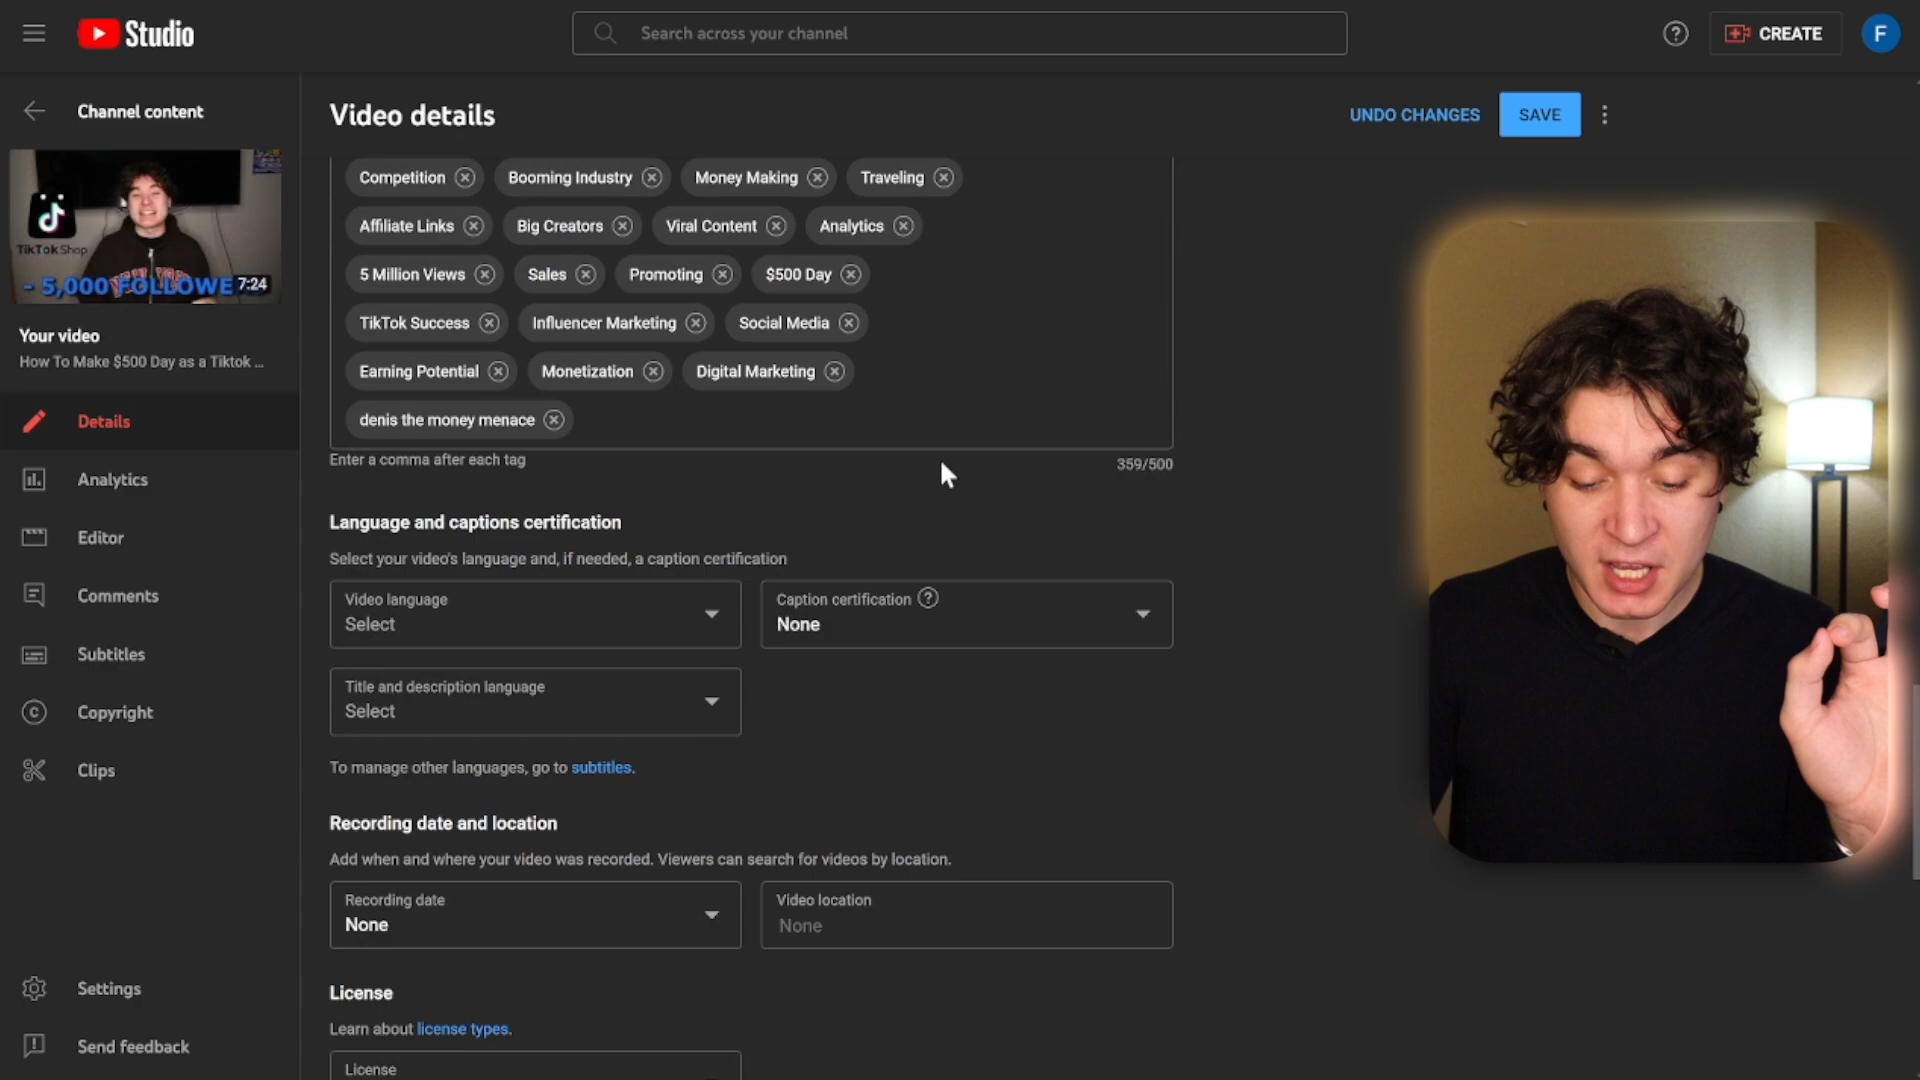 Studio
Search across your channel
?
CREATE
F
Channel content
Video details
UNDO CHANGES
SAVE
Competition
Booming Industry
Money Making
Traveling
Affiliate Links
Big Creators
Viral Content
Analytics
5 Million Views
Sales
Promoting
$500 Day
TikTok Success
Influencer Marketing
Social Media
Earning Potential
Monetization
Digital Marketing
denis the money menace
Enter a comma after each tag
359/500
TikTok Shop
- 5,000 FOLLOWE
7:24
Your video
How To Make $500 Day as a Tiktok ...
Details
Analytics
Editor
Comments
Subtitles
Copyright
Clips
Settings
Send feedback
Language and captions certification
Select your video's language and, if needed, a caption certification
Video language
Select
Caption certification ?
None
Title and description language
Select
To manage other languages, go to subtitles.
Recording date and location
Add when and where your video was recorded. Viewers can search for videos by location.
Recording date
None
Video location
None
License
Learn about license types.
License